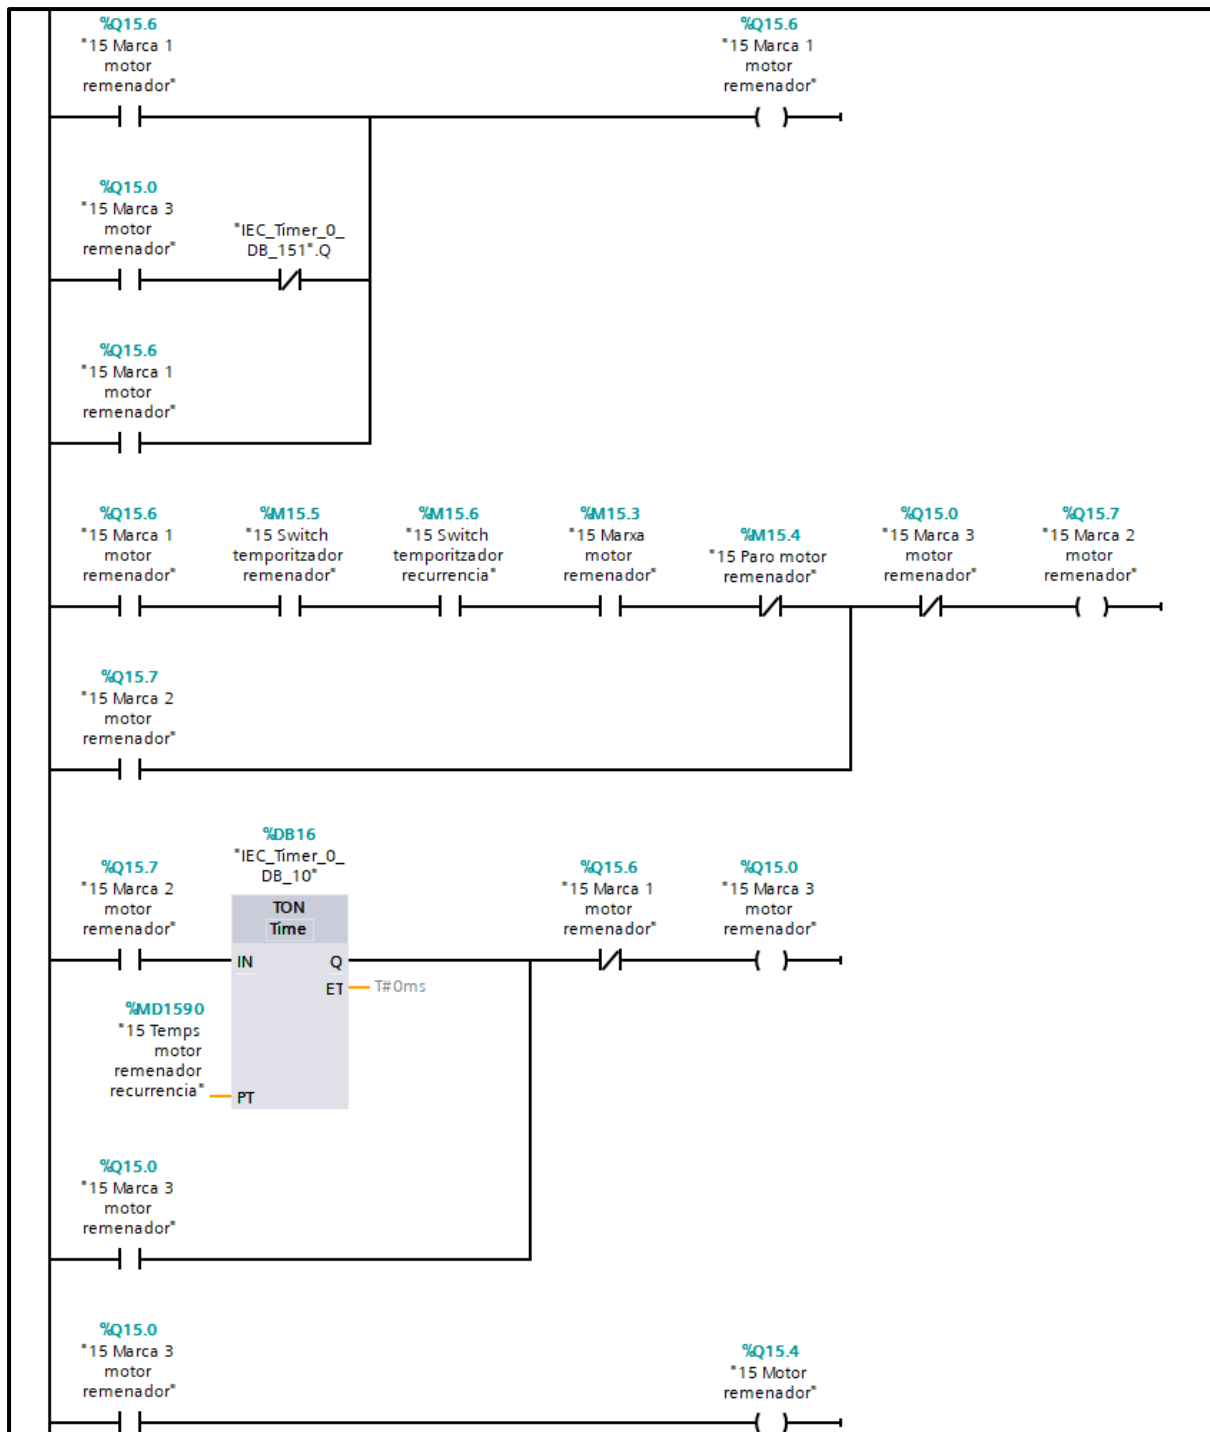 %Q15.6
"15 Marca 1
motor
remenador"
%Q15.6
"15 Marca 1
motor
remenador"
%Q15.0
"15 Marca 3
motor
remenador"
"IEC_Timer_0_
DB_151".Q
%Q15.6
"15 Marca 1
motor
remenador"
%Q15.6
"15 Marca 1
motor
remenador"
%M15.5
"15 Switch
temporitzador
remenador"
%M15.6
"15 Switch
temporitzador
recurrencia"
%M15.3
"15 Marxa
motor
remenador"
%M15.4
"15 Paro motor
remenador"
%Q15.0
"15 Marca 3
motor
remenador"
%Q15.7
"15 Marca 2
motor
remenador"
%Q15.7
"15 Marca 2
motor
remenador"
%Q15.7
"15 Marca 2
motor
remenador"
%DB16
"IEC_Timer_0_
DB_10"
TON
Time
IN
Q
ET
T#0ms
%MD1590
"15 Temps
motor
remenador
recurrencia"
PT
%Q15.6
"15 Marca 1
motor
remenador"
%Q15.0
"15 Marca 3
motor
remenador"
%Q15.0
"15 Marca 3
motor
remenador"
%Q15.0
"15 Marca 3
motor
remenador"
%Q15.4
"15 Motor
remenador"